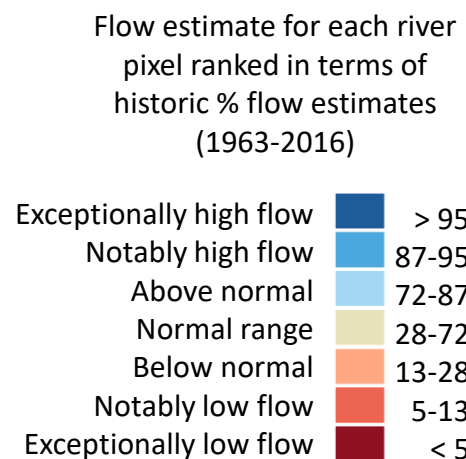 Flow estimate for each river
pixel ranked in terms of
historic % flow estimates
(1963-2016)
Exceptionally high flow > 95
Notably high flow 87-95
Above normal 72-87
Normal range 28-72
Below normal 13-28
Notably low flow 5-13
Exceptionally low flow < 5